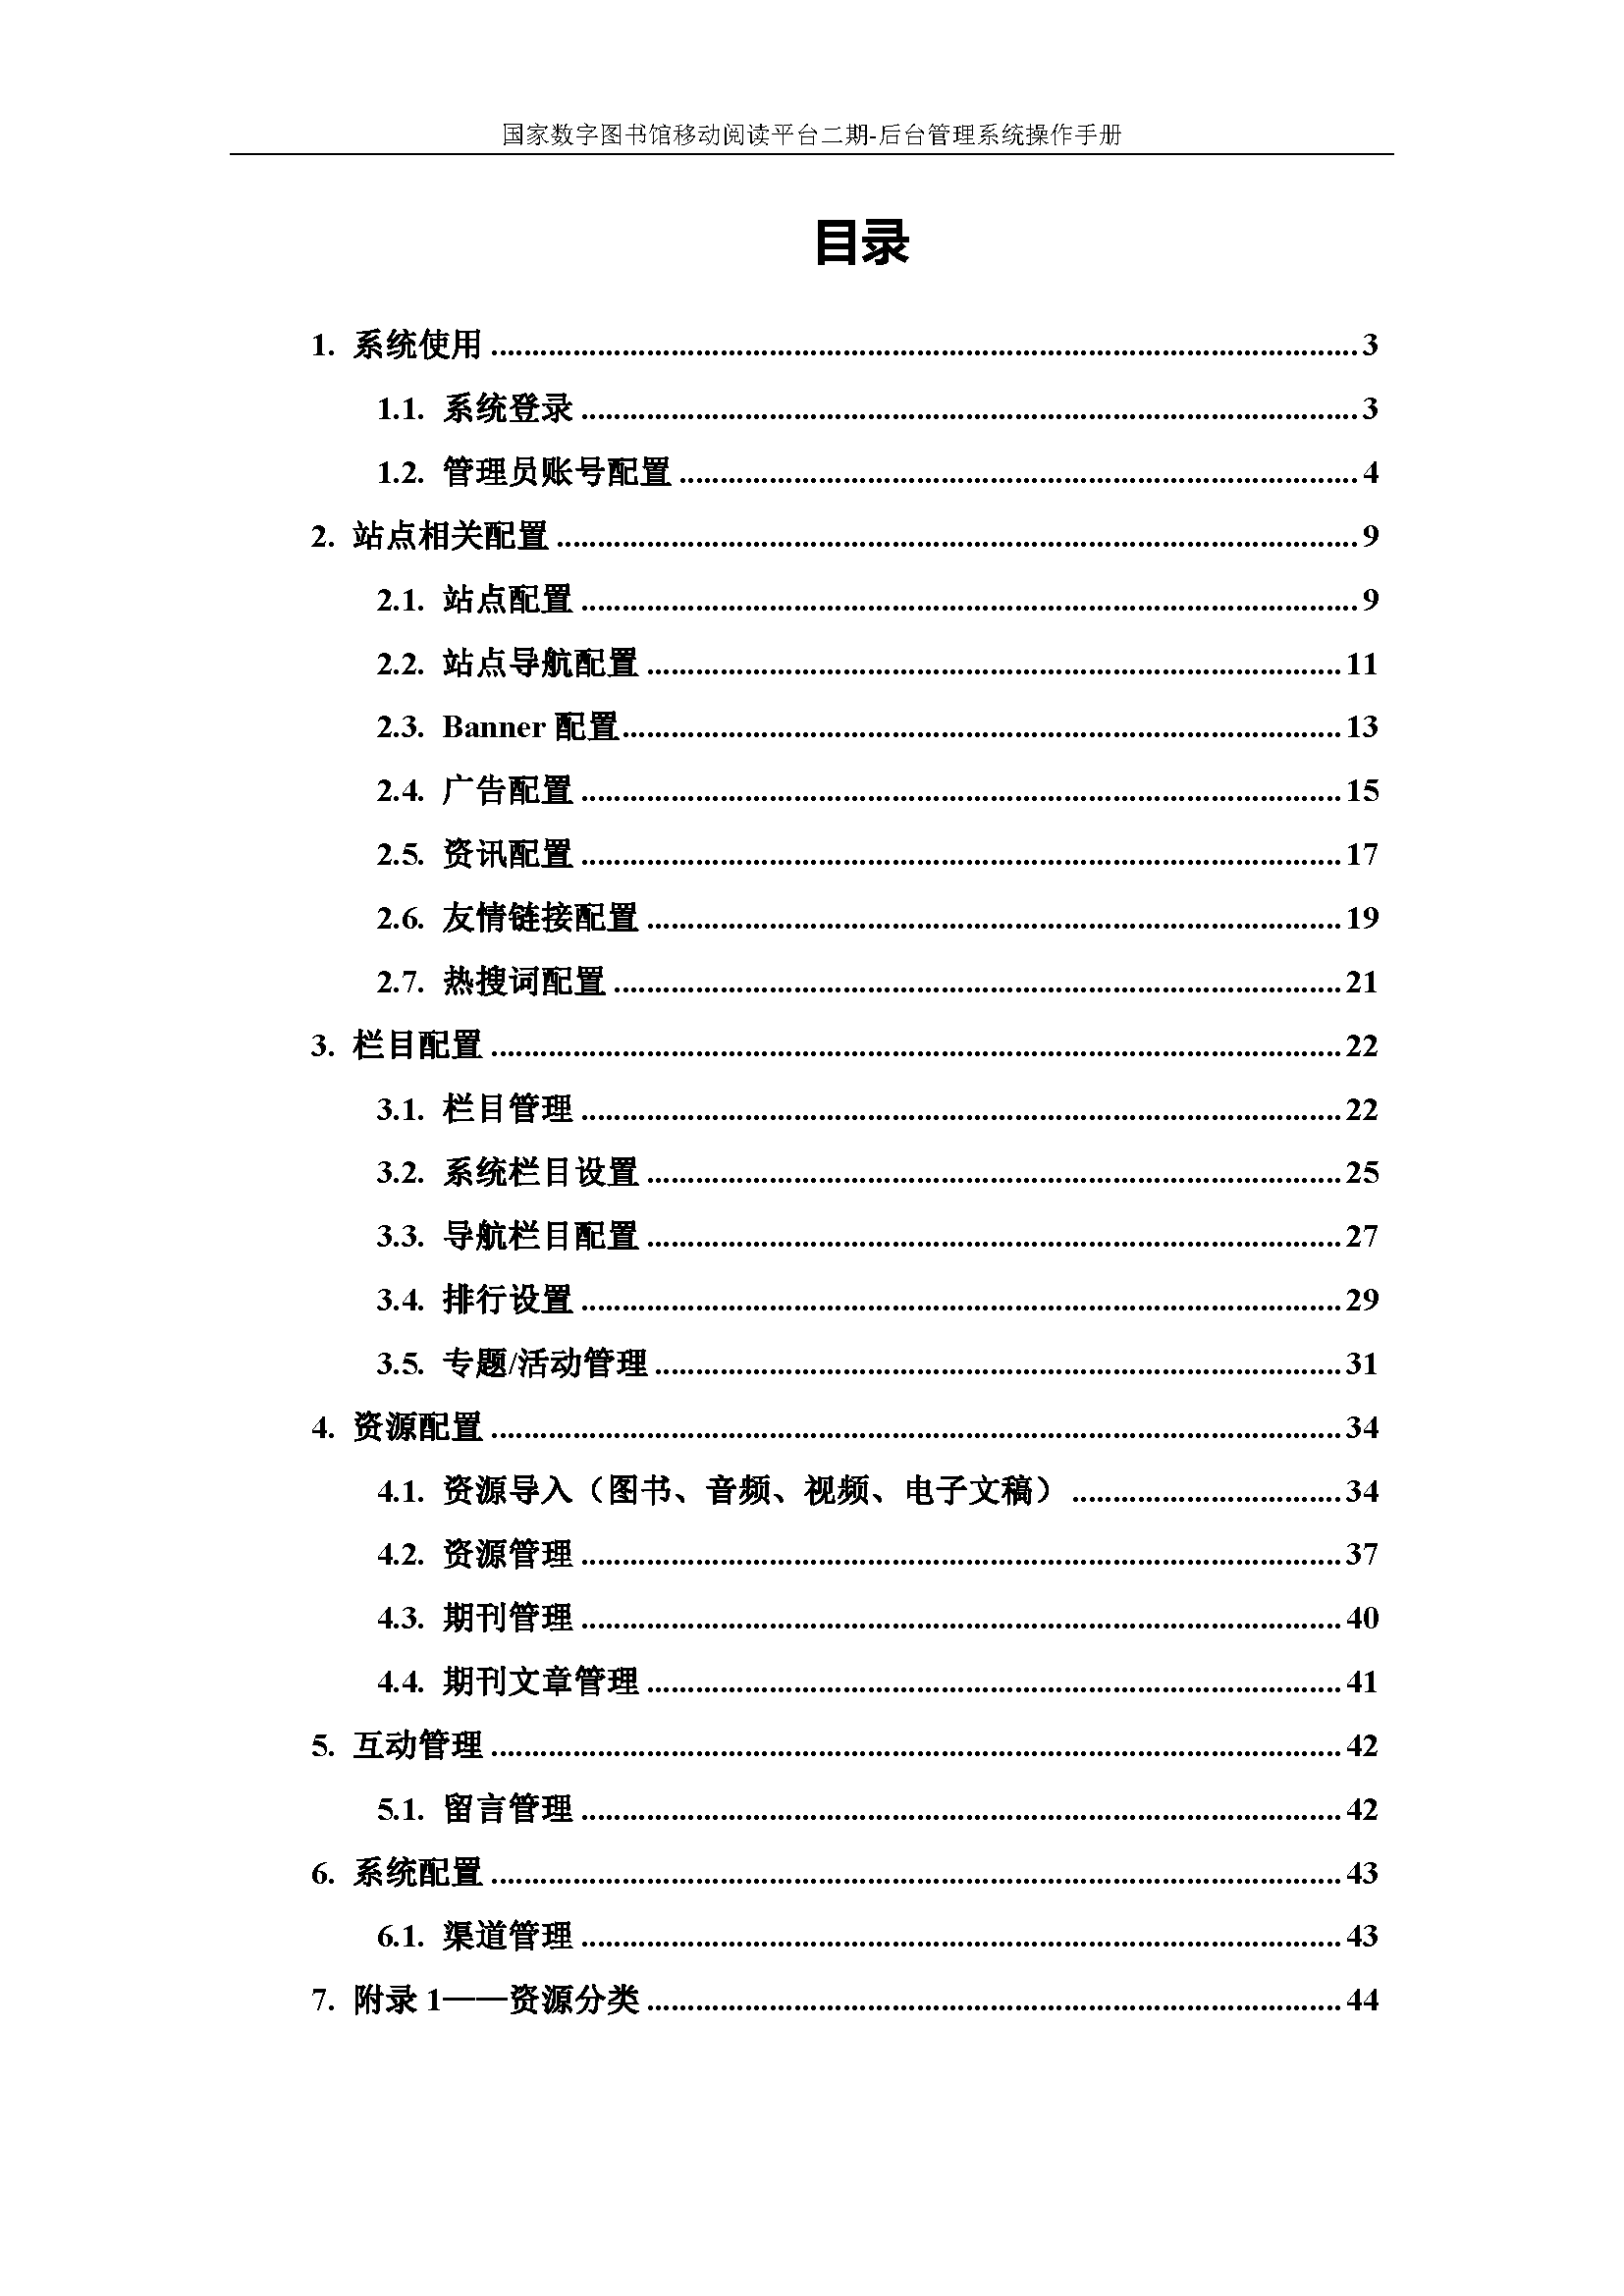 国家数字图书馆移动阅读平台二期-后台管理系统操作手册
目录
1. 系统使用 ........ 3
1.1. 系统登录 ........ 3
1.2. 管理员账号配置 ........ 4
2. 站点相关配置 ........ 9
2.1. 站点配置 ........ 9
2.2. 站点导航配置 ........ 11
2.3. Banner 配置 ........ 13
2.4. 广告配置 ........ 15
2.5. 资讯配置 ........ 17
2.6. 友情链接配置 ........ 19
2.7. 热搜词配置 ........ 21
3. 栏目配置 ........ 22
3.1. 栏目管理 ........ 22
3.2. 系统栏目设置 ........ 25
3.3. 导航栏目配置 ........ 27
3.4. 排行设置 ........ 29
3.5. 专题/活动管理 ........ 31
4. 资源配置 ........ 34
4.1. 资源导入（图书、音频、视频、电子文稿） ........ 34
4.2. 资源管理 ........ 37
4.3. 期刊管理 ........ 40
4.4. 期刊文章管理 ........ 41
5. 互动管理 ........ 42
5.1. 留言管理 ........ 42
6. 系统配置 ........ 43
6.1. 渠道管理 ........ 43
7. 附录 1——资源分类 ........ 44